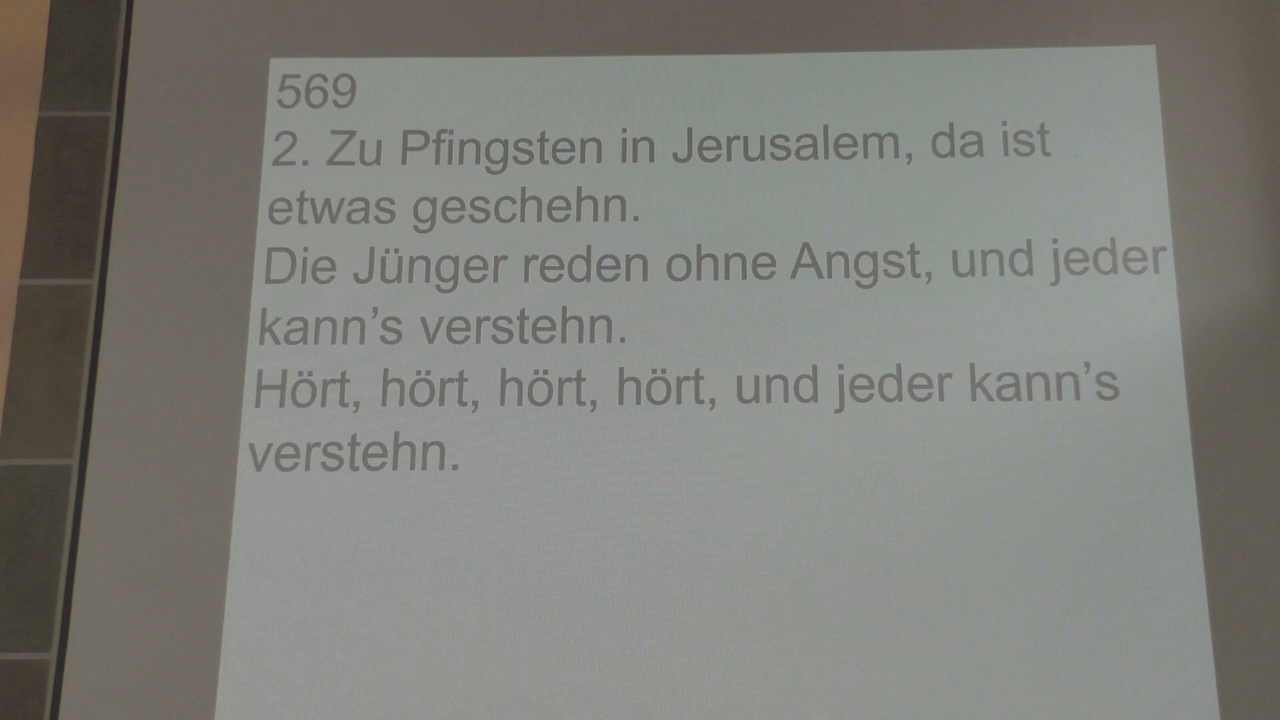 569
2. Zu Pfingsten in Jerusalem, da ist
etwas geschehn.
Die Jünger reden ohne Angst, und jeder
kann’s verstehn.
Hört, hört, hört, hört, und jeder kann’s
verstehn.